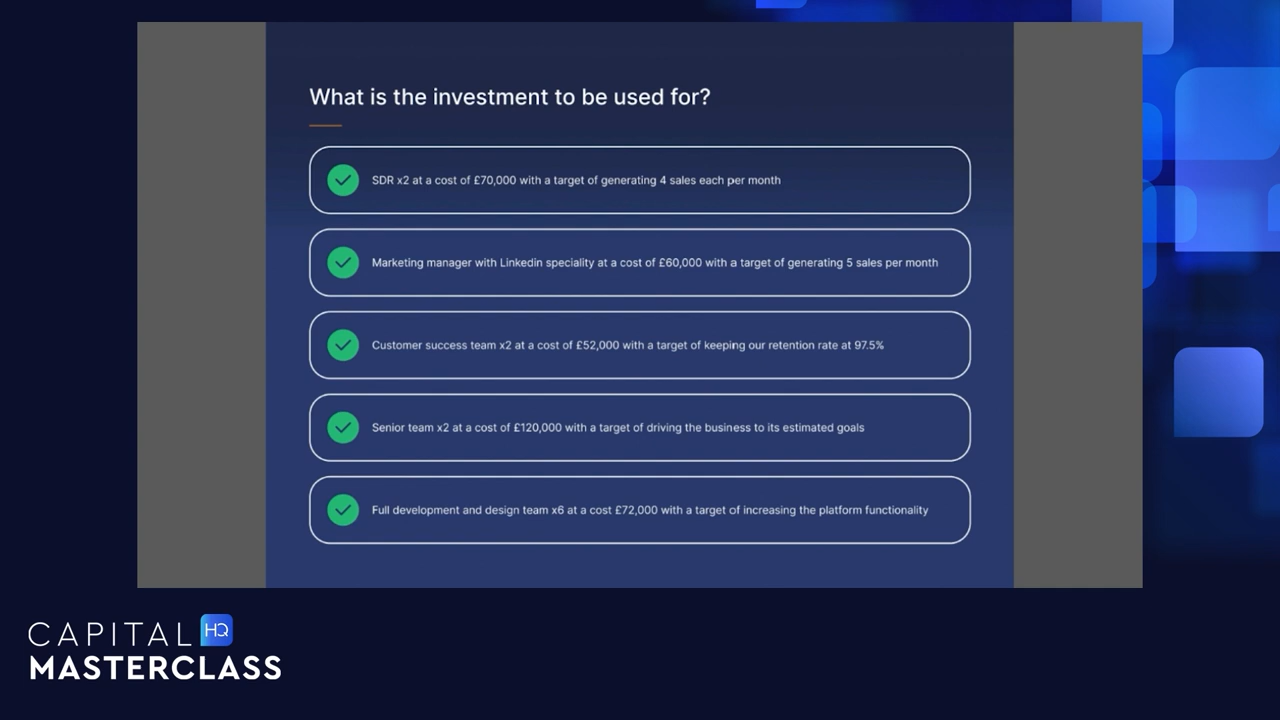 What is the investment to be used for?
SDR x2 at a cost of £70,000 with a target of generating 4 sales each per month
Marketing manager with Linkedin speciality at a cost of £60,000 with a target of generating 5 sales per month
Customer success team x2 at a cost of £52,000 with a target of keeping our retention rate at 97.5%
Senior team x2 at a cost of £120,000 with a target of driving the business to its estimated goals
Full development and design team x6 at a cost £72,000 with a target of increasing the platform functionality
CAPITAL HQ
MASTERCLASS